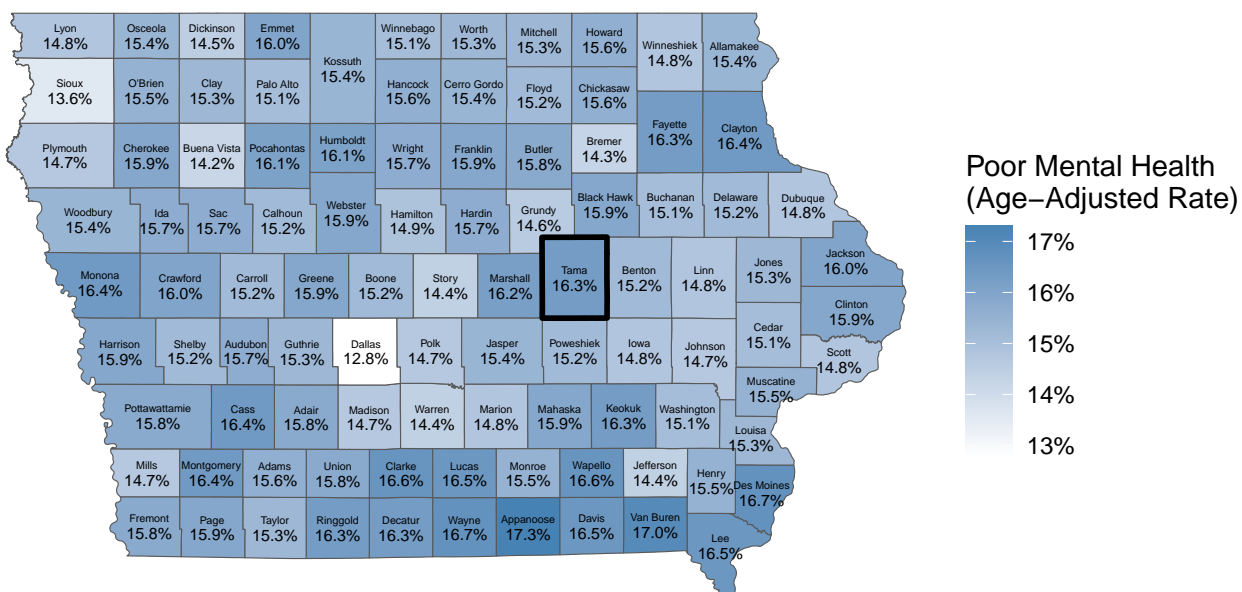 Lyon
14.8%
Osceola
15.4%
Dickinson
14.5%
Emmet
16.0%
Kossuth
15.4%
Winnebago
15.1%
Worth
15.3%
Mitchell
15.3%
Howard
15.6%
Winneshiek
14.8%
Allamakee
15.4%
Sioux
13.6%
O'Brien
15.5%
Clay
15.3%
Palo Alto
15.1%
Hancock
15.6%
Cerro Gordo
15.4%
Floyd
15.2%
Chickasaw
15.6%
Fayette
16.3%
Clayton
16.4%
Plymouth
14.7%
Cherokee
15.9%
Buena Vista
14.2%
Pocahontas
16.1%
Humboldt
16.1%
Wright
15.7%
Franklin
15.9%
Butler
15.8%
Bremer
14.3%
Woodbury
15.4%
Ida
15.7%
Sac
15.7%
Calhoun
15.2%
Webster
15.9%
Hamilton
14.9%
Hardin
15.7%
Grundy
14.6%
Black Hawk
15.9%
Buchanan
15.1%
Delaware
15.2%
Dubuque
14.8%
Monona
16.4%
Crawford
16.0%
Carroll
15.2%
Greene
15.9%
Boone
15.2%
Story
14.4%
Marshall
16.2%
Tama
16.3%
Benton
15.2%
Linn
14.8%
Jones
15.3%
Jackson
16.0%
Clinton
15.9%
Harrison
15.9%
Shelby
15.2%
Audubon
15.7%
Guthrie
15.3%
Dallas
12.8%
Polk
14.7%
Jasper
15.4%
Poweshiek
15.2%
Iowa
14.8%
Johnson
14.7%
Cedar
15.1%
Scott
14.8%
Muscatine
15.5%
Pottawattamie
15.8%
Cass
16.4%
Adair
15.8%
Madison
14.7%
Warren
14.4%
Marion
14.8%
Mahaska
15.9%
Keokuk
16.3%
Washington
15.1%
Louisa
15.3%
Mills
14.7%
Montgomery
16.4%
Adams
15.6%
Union
15.8%
Clarke
16.6%
Lucas
16.5%
Monroe
15.5%
Wapello
16.6%
Jefferson
14.4%
Henry
15.5%
Des Moines
16.7%
Fremont
15.8%
Page
15.9%
Taylor
15.3%
Ringgold
16.3%
Decatur
16.3%
Wayne
16.7%
Appanoose
17.3%
Davis
16.5%
Van Buren
17.0%
Lee
16.5%
Poor Mental Health
(Age−Adjusted Rate)
17%
16%
15%
14%
13%